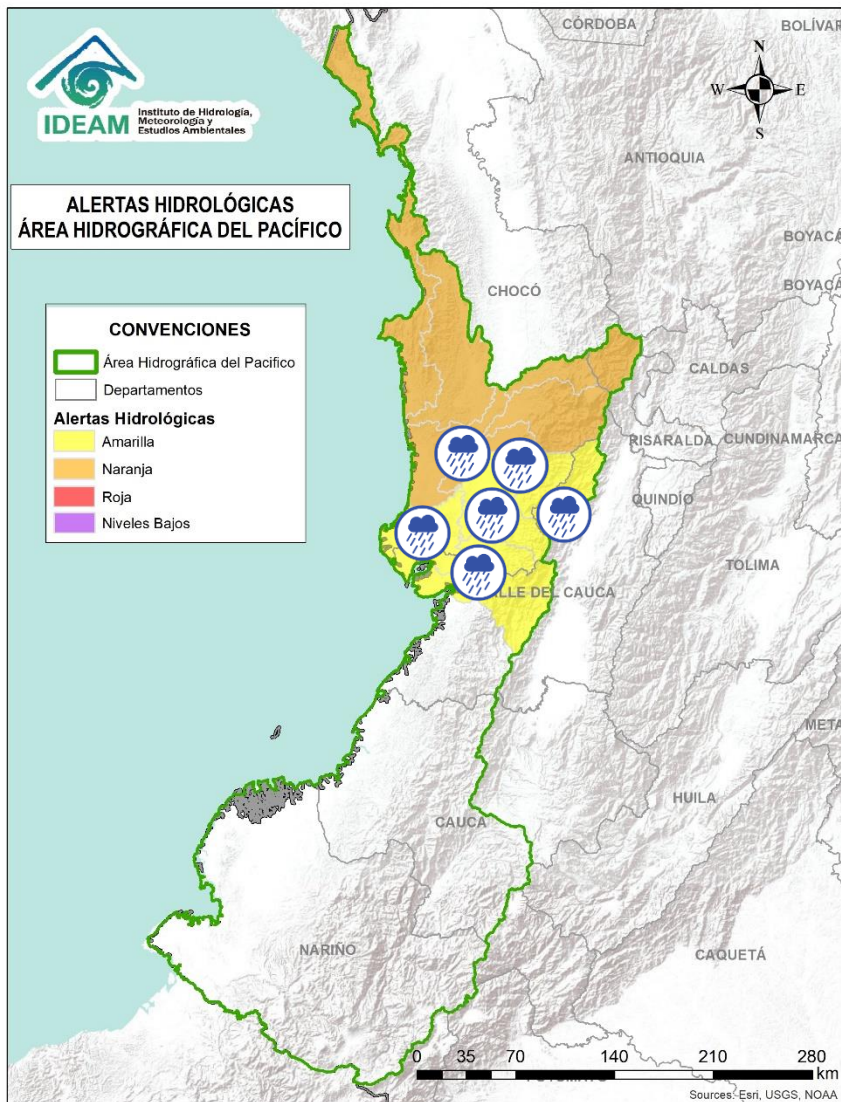 IDEAM
Instituto de Hidrología,
Meteorología y
Estudios Ambientales
ALERTAS HIDROLÓGICAS
ÁREA HIDROGRÁFICA DEL PACÍFICO
CONVENCIONES
Área Hidrográfica del Pacifico
Departamentos
Alertas Hidrológicas
Amarilla
Naranja
Roja
Niveles Bajos
N
W
E
S
CÓRDOBA
BOLÍVAR
ANTIOQUIA
BOYACÁ
BOYACÁ
CHOCÓ
CALDAS
RISARALDA
CUNDINAMARCA
QUINDÍO
TOLIMA
LLE DEL CAUCA
META
HUILA
CAUCA
NARIÑO
CAQUETÁ
0 35 70 140 210 280
km
Sources: Esri, USGS, NOAA